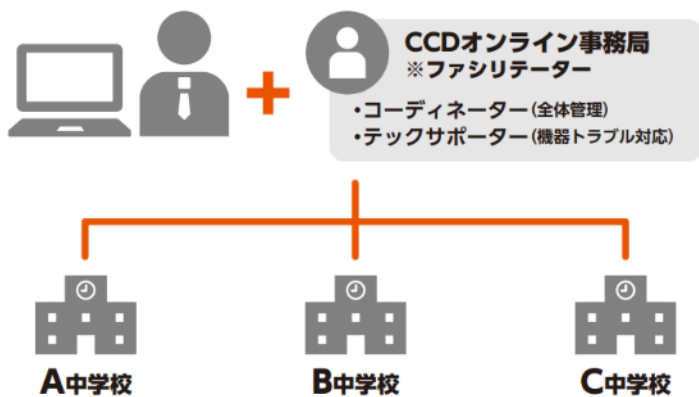 CCDオンライン事務局
※ファシリテーター
・コーディネーター(全体管理)
・テックサポーター(機器トラブル対応)
A中学校
B中学校
C中学校